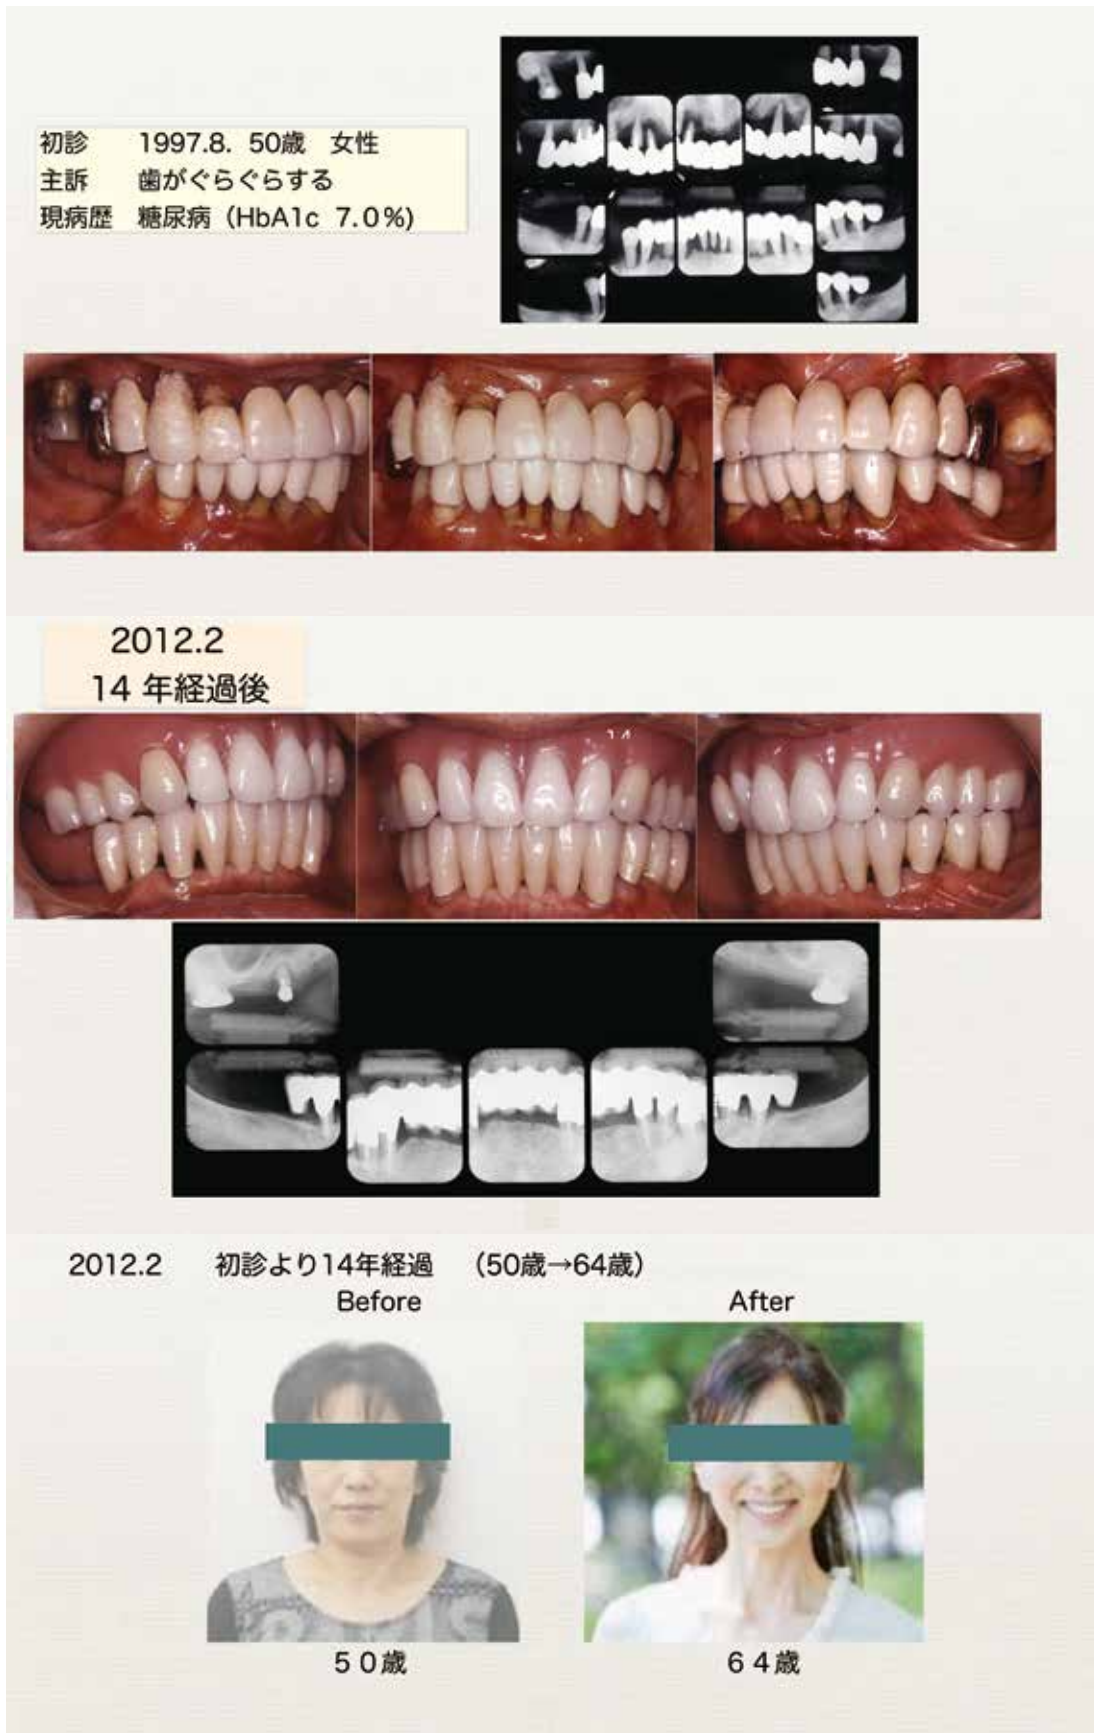 初診 1997.8. 50歳 女性
主訴 歯がぐらぐらする
現病歴 糖尿病（HbA1c 7.0%)
2012.2
14 年経過後
14
2012.2 初診より14年経過 （50歳→64歳）
Before After
５０歳 ６４歳